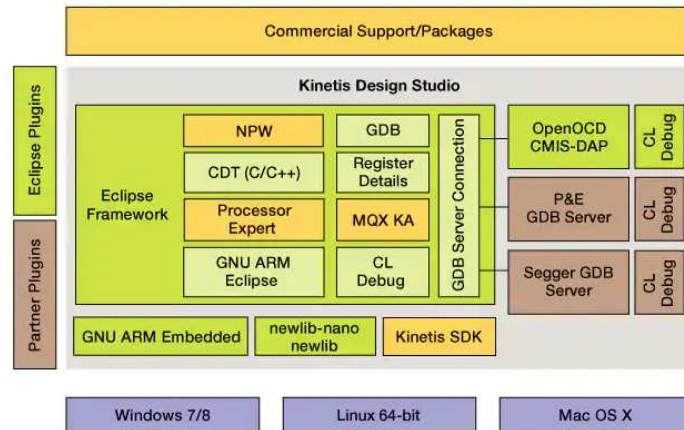 Commercial Support/Packages
Kinetis Design Studio
Eclipse Plugins
Partner Plugins
Eclipse
Framework
NPW
GDB
CDT (C/C++)
Register
Details
Processor
Expert
MQX KA
GNU ARM
Eclipse
CL
Debug
GDB Server Connection
OpenOCD
CMIS-DAP
CL
Debug
P&E
GDB Server
CL
Debug
Segger GDB
Server
CL
Debug
GNU ARM Embedded
newlib-nano
newlib
Kinetis SDK
Windows 7/8
Linux 64-bit
Mac OS X